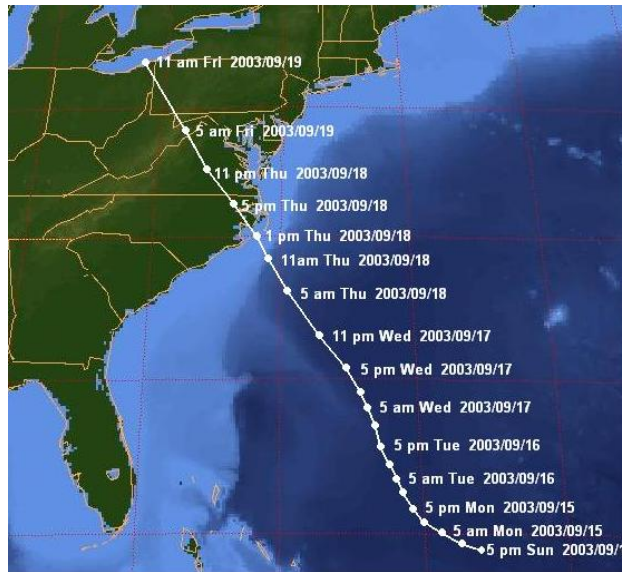 11 am Fri 2003/09/19
5 am Fri 2003/09/19
11 pm Thu 2003/09/18
5 pm Thu 2003/09/18
1 pm Thu 2003/09/18
11am Thu 2003/09/18
5 am Thu 2003/09/18
11 pm Wed 2003/09/17
5 pm Wed 2003/09/17
5 am Wed 2003/09/17
5 pm Tue 2003/09/16
5 am Tue 2003/09/16
5 pm Mon 2003/09/15
5 am Mon 2003/09/15
5 pm Sun 2003/09/1